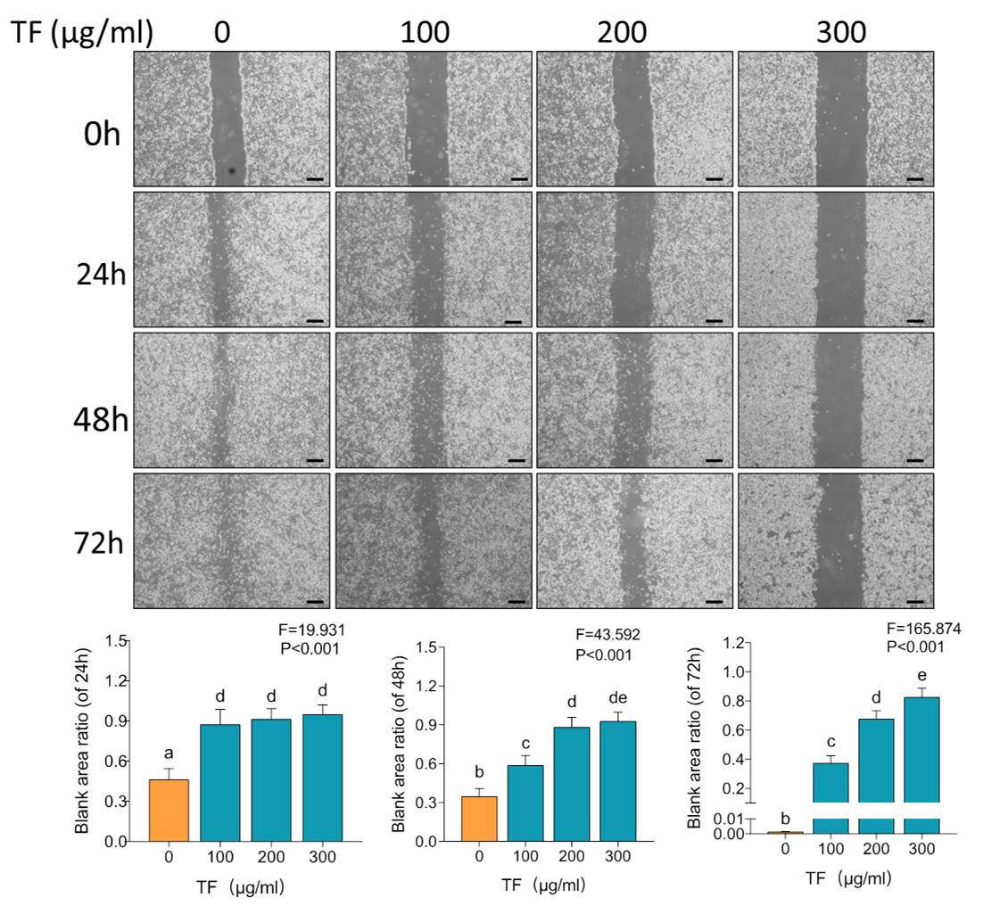 TF (μg/ml) 0 100 200 300
0h
24h
48h
72h
F=19.931
P<0.001
Blank area ratio (of 24h)
1.5
1.2
0.9
0.6
0.3
0.0
a d d d
0 100 200 300
TF (μg/ml)
F=43.592
P<0.001
Blank area ratio (of 48h)
1.5
1.2
0.9
0.6
0.3
0.0
b c d de
0 100 200 300
TF (μg/ml)
F=165.874
P<0.001
Blank area ratio (of 72h)
1.2
1.0
0.8
0.6
0.4
0.2
0.01
0.00
b c d e
0 100 200 300
TF (μg/ml)